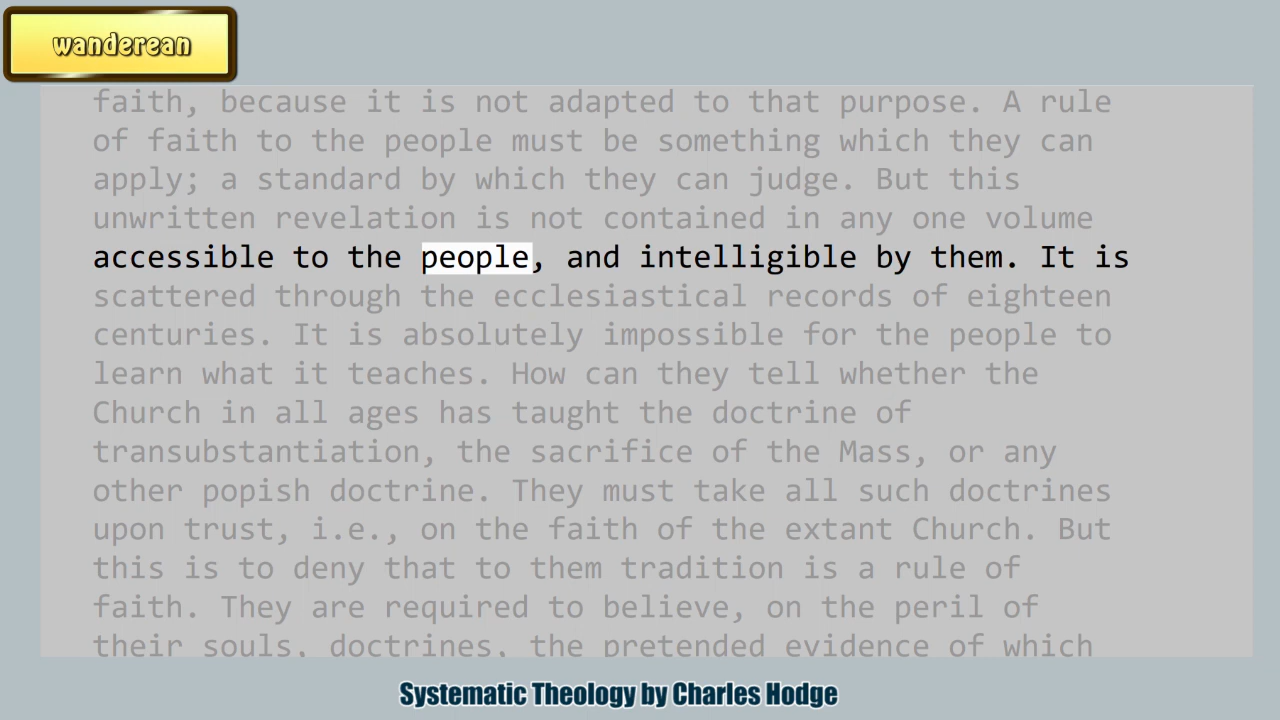 wanderean
faith, because it is not adapted to that purpose. A rule
of faith to the people must be something which they can
apply; a standard by which they can judge. But this
unwritten revelation is not contained in any one volume
accessible to the people, and intelligible by them. It is
scattered through the ecclesiastical records of eighteen
centuries. It is absolutely impossible for the people to
learn what it teaches. How can they tell whether the
Church in all ages has taught the doctrine of
transubstantiation, the sacrifice of the Mass, or any
other popish doctrine. They must take all such doctrines
upon trust, i.e., on the faith of the extant Church. But
this is to deny that to them tradition is a rule of
faith. They are required to believe, on the peril of
their souls, doctrines, the pretended evidence of which
Systematic Theology by Charles Hodge